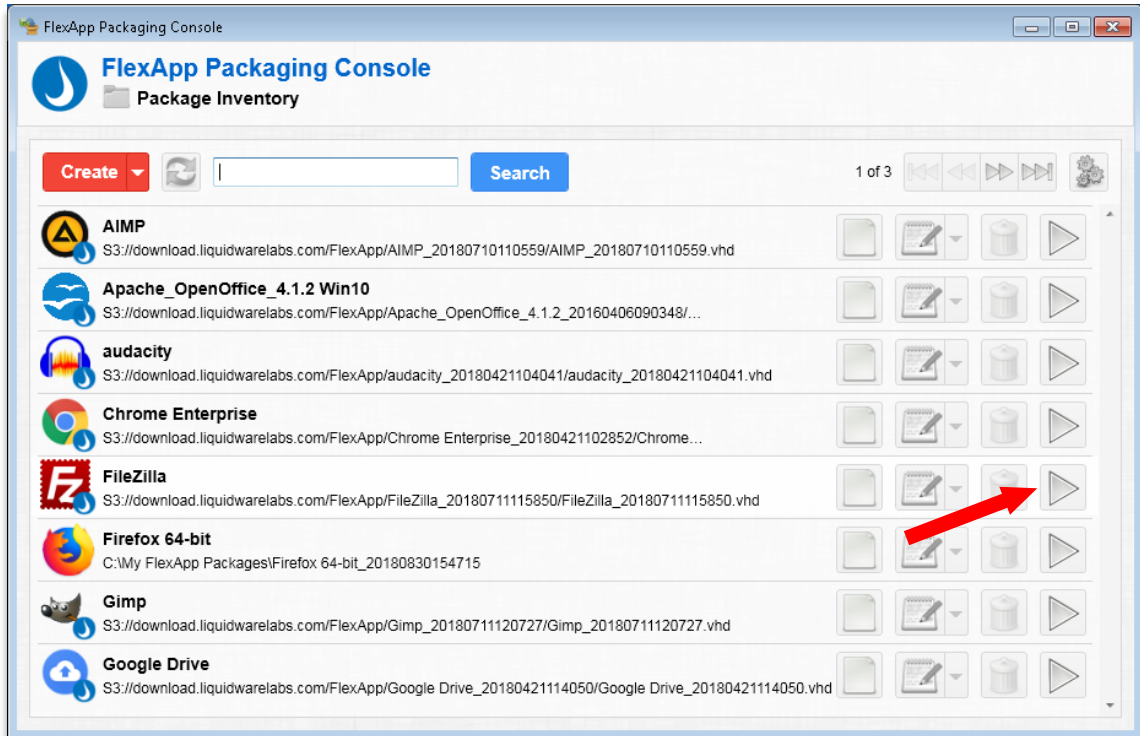 FlexApp Packaging Console
FlexApp Packaging Console
Package Inventory
Create
Search
1 of 3
AIMP
S3://download.liquidwarelabs.com/FlexApp/AIMP_20180710110559/AIMP_20180710110559.vhd
Apache_OpenOffice_4.1.2 Win10
S3://download.liquidwarelabs.com/FlexApp/Apache_OpenOffice_4.1.2_20160406090348/...
audacity
S3://download.liquidwarelabs.com/FlexApp/audacity_20180421104041/audacity_20180421104041.vhd
Chrome Enterprise
S3://download.liquidwarelabs.com/FlexApp/Chrome Enterprise_20180421102852/Chrome...
FileZilla
S3://download.liquidwarelabs.com/FlexApp/FileZilla_20180711115850/FileZilla_20180711115850.vhd
Firefox 64-bit
C:\My FlexApp Packages\Firefox 64-bit_20180830154715
Gimp
S3://download.liquidwarelabs.com/FlexApp/Gimp_20180711120727/Gimp_20180711120727.vhd
Google Drive
S3://download.liquidwarelabs.com/FlexApp/Google Drive_20180421114050/Google Drive_20180421114050.vhd